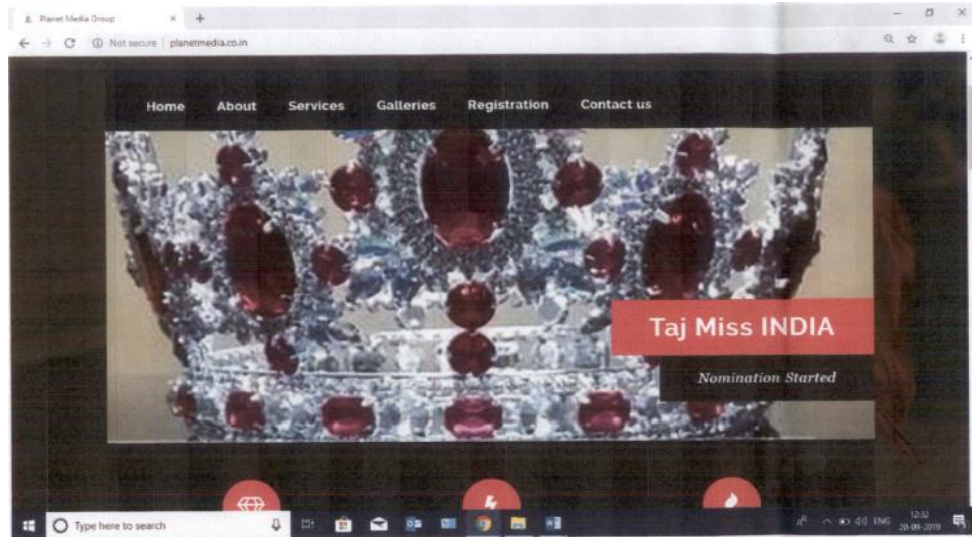 Planet Media Group
Not secure | planetmedia.co.in
Home About Services Galleries Registration Contact us
Taj Miss INDIA
Nomination Started
Type here to search
ENG
12:32
20-09-2019